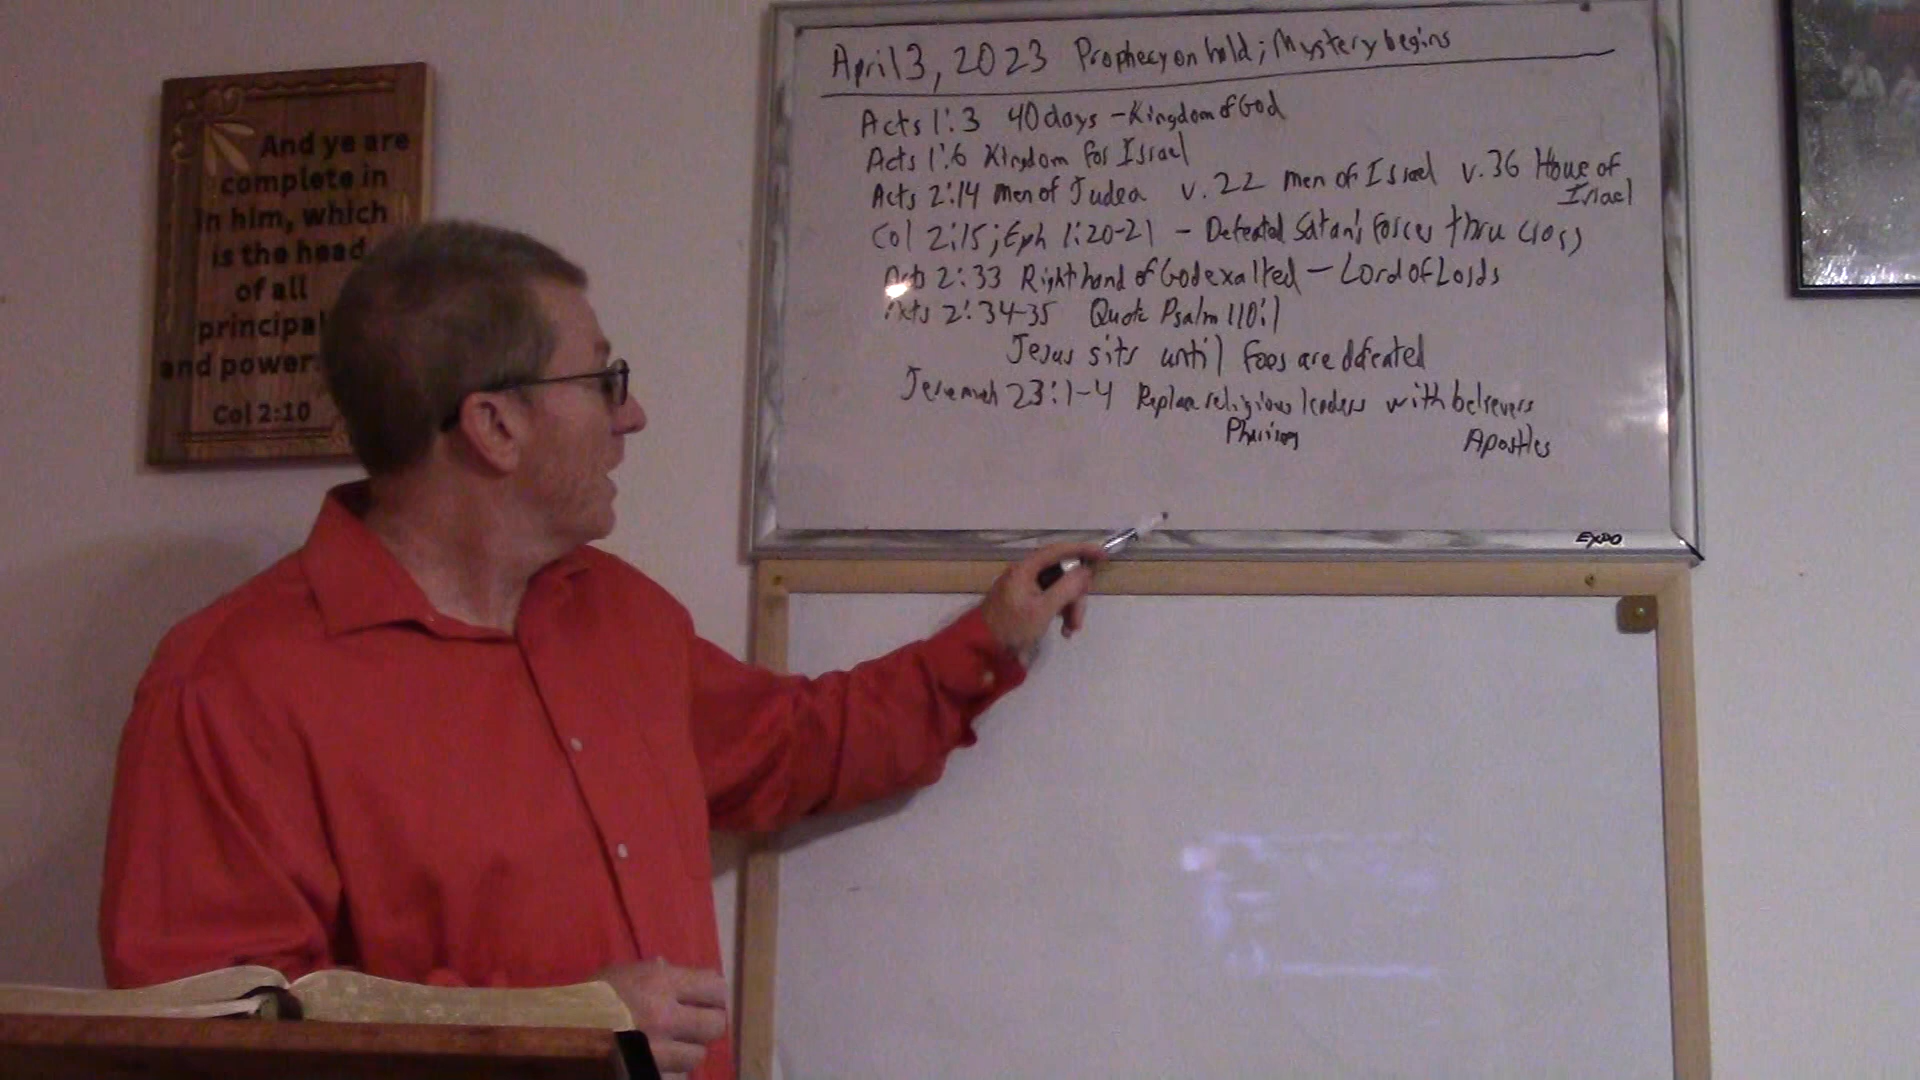 And ye are
complete in
in him, which
is the head
of all
principal
and power:
Col 2:10
April 3, 2023 Prophecy on hold; Mystery begins
Acts 1:3 40 days - Kingdom of God
Acts 1:6 Kingdom for Israel
Acts 2:14 men of Judea v. 22 men of Israel v. 36 House of
Israel
Col 2:15; Eph 1:20-21 - Defeated Satan's forces thru cross
Acts 2:33 Right hand of God exalted - Lord of Lords
Acts 2:34-35 Quote Psalm 110:1
Jesus sits until foes are defeated
Jeremiah 23:1-4 Replace religious leaders with believers
Pharisees Apostles
EXPO